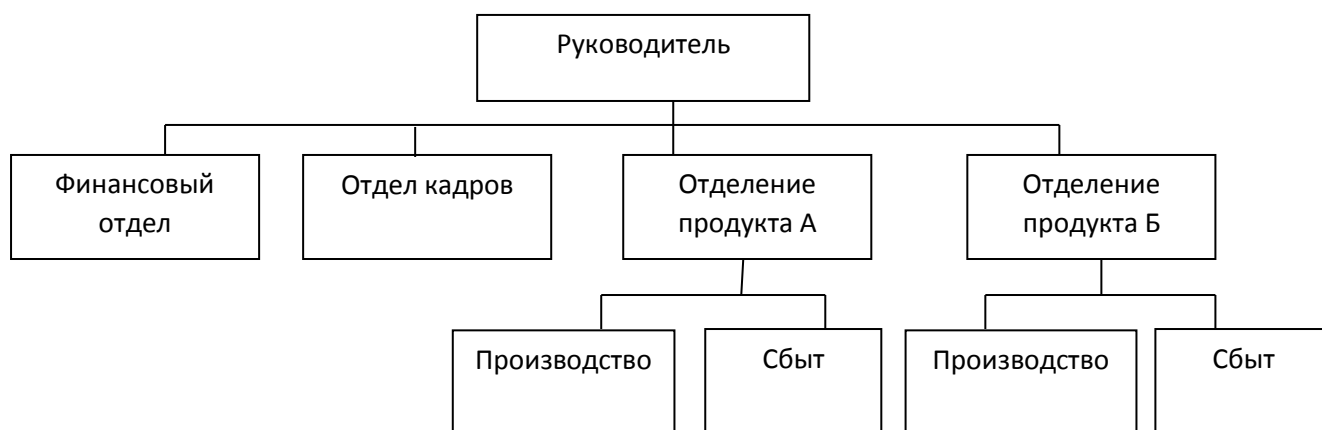 Руководитель
Финансовый
отдел
Отдел кадров
Отделение
продукта А
Отделение
продукта Б
Производство
Сбыт
Производство
Сбыт